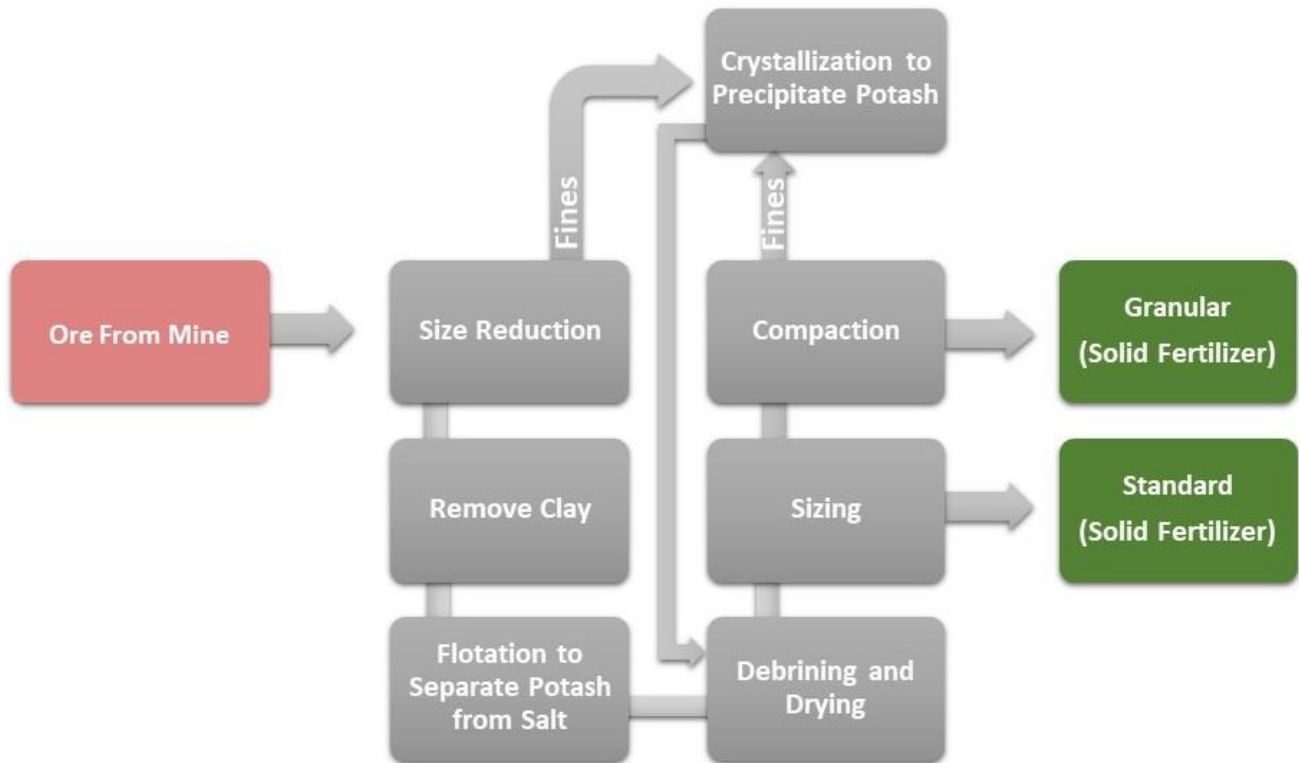 Crystallization to
Precipitate Potash
Fines
Fines
Ore From Mine
Size Reduction
Compaction
Granular
(Solid Fertilizer)
Remove Clay
Sizing
Standard
(Solid Fertilizer)
Flotation to
Separate Potash
from Salt
Debrining and
Drying